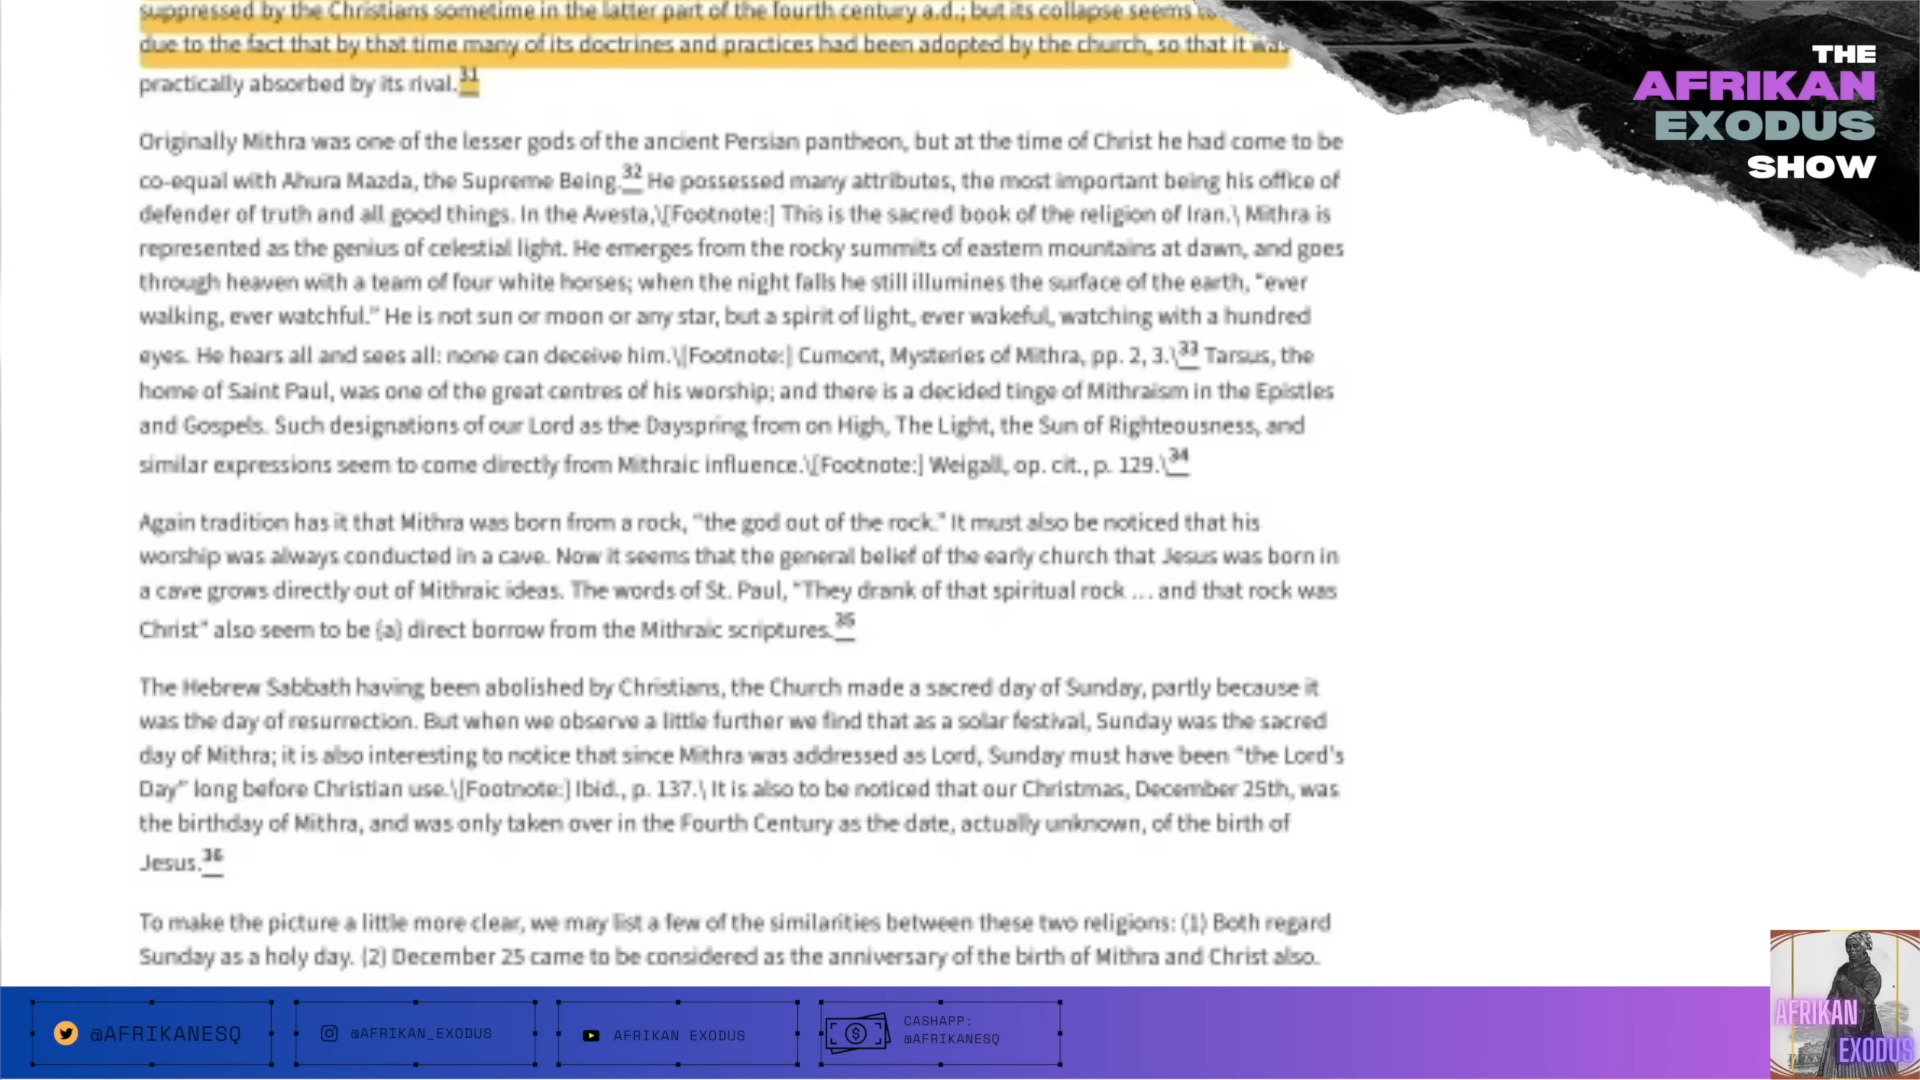 suppressed by the Christians sometime in the latter part of the fourth century a.d.; but its collapse seems to
due to the fact that by that time many of its doctrines and practices had been adopted by the church, so that it was
practically absorbed by its rival.31
Originally Mithra was one of the lesser gods of the ancient Persian pantheon, but at the time of Christ he had come to be
co-equal with Ahura Mazda, the Supreme Being.32 He possessed many attributes, the most important being his office of
defender of truth and all good things. In the Avesta,\[Footnote:] This is the sacred book of the religion of Iran.\ Mithra is
represented as the genius of celestial light. He emerges from the rocky summits of eastern mountains at dawn, and goes
through heaven with a team of four white horses; when the night falls he still illumines the surface of the earth, "ever
walking, ever watchful." He is not sun or moon or any star, but a spirit of light, ever wakeful, watching with a hundred
eyes. He hears all and sees all: none can deceive him.\[Footnote:] Cumont, Mysteries of Mithra, pp. 2, 3.\33 Tarsus, the
home of Saint Paul, was one of the great centres of his worship; and there is a decided tinge of Mithraism in the Epistles
and Gospels. Such designations of our Lord as the Dayspring from on High, The Light, the Sun of Righteousness, and
similar expressions seem to come directly from Mithraic influence.\[Footnote:] Weigall, op. cit., p. 129.\34
Again tradition has it that Mithra was born from a rock, "the god out of the rock." It must also be noticed that his
worship was always conducted in a cave. Now it seems that the general belief of the early church that Jesus was born in
a cave grows directly out of Mithraic ideas. The words of St. Paul, "They drank of that spiritual rock ... and that rock was
Christ" also seem to be (a) direct borrow from the Mithraic scriptures.35
The Hebrew Sabbath having been abolished by Christians, the Church made a sacred day of Sunday, partly because it
was the day of resurrection. But when we observe a little further we find that as a solar festival, Sunday was the sacred
day of Mithra; it is also interesting to notice that since Mithra was addressed as Lord, Sunday must have been "the Lord's
Day" long before Christian use.\[Footnote:] Ibid., p. 137.\ It is also to be noticed that our Christmas, December 25th, was
the birthday of Mithra, and was only taken over in the Fourth Century as the date, actually unknown, of the birth of
Jesus.36
To make the picture a little more clear, we may list a few of the similarities between these two religions: (1) Both regard
Sunday as a holy day. (2) December 25 came to be considered as the anniversary of the birth of Mithra and Christ also.
THE
AFRIKAN
EXODUS
SHOW
@AFRIKANESQ
@AFRIKAN_EXODUS
AFRIKAN EXODUS
CASHAPP:
@AFRIKANESQ
AFRIKAN
EXODUS